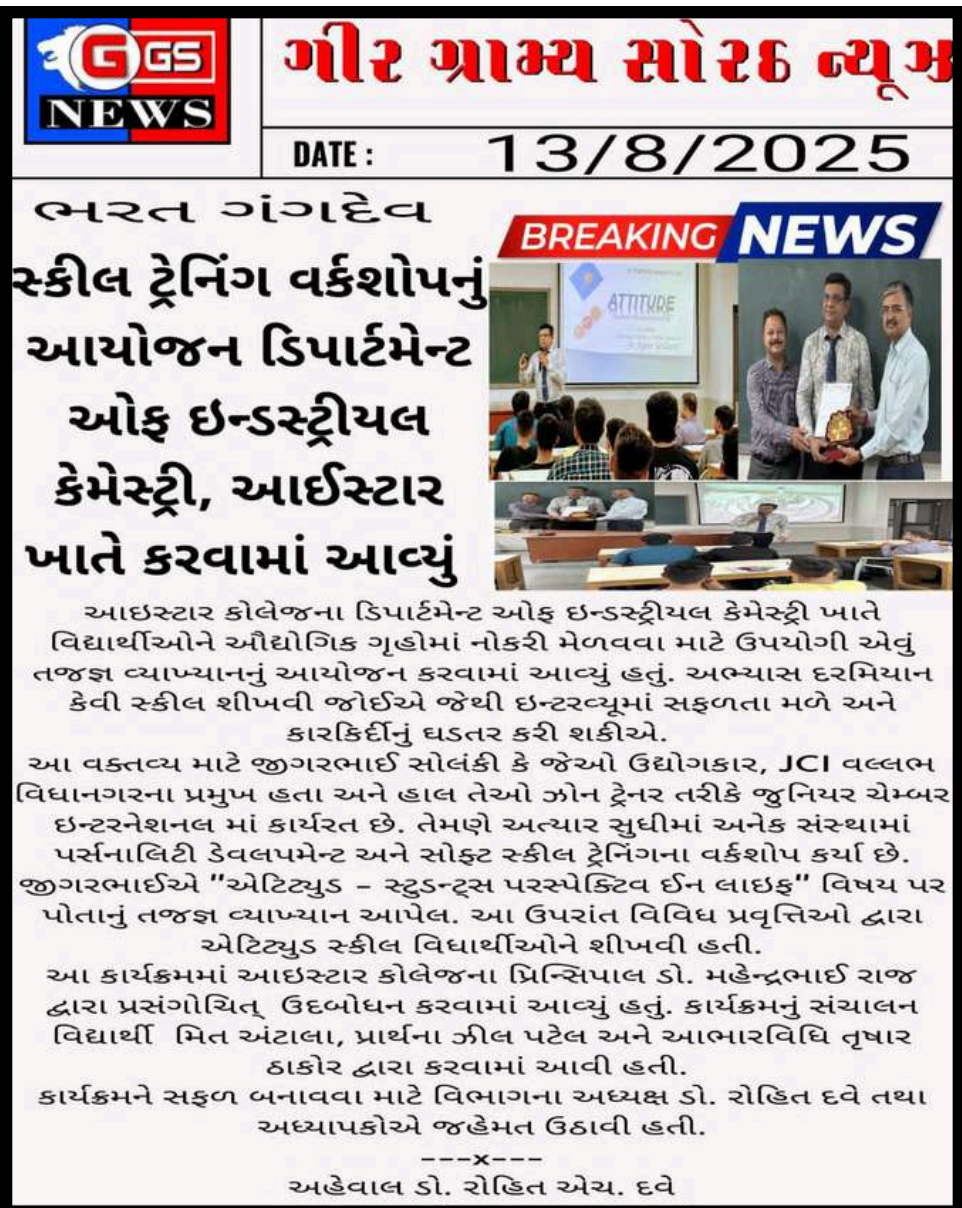 GGS
NEWS
ગીર ગ્રામ્ય સોરઠ ન્યૂઝ
DATE : 13/8/2025
ભરત ગંગદેવ
સ્કીલ ટ્રેનિંગ વર્કશોપનું
આયોજન ડિપાર્ટમેન્ટ
ઓફ ઇન્ડસ્ટ્રીયલ
કેમેસ્ટ્રી, આઈસ્ટાર
ખાતે કરવામાં આવ્યું
BREAKING NEWS
ATTITUDE
આઇસ્ટાર કોલેજના ડિપાર્ટમેન્ટ ઓફ ઇન્ડસ્ટ્રીયલ કેમેસ્ટ્રી ખાતે
વિદ્યાર્થીઓને ઔદ્યોગિક ગૃહોમાં નોકરી મેળવવા માટે ઉપયોગી એવું
તજજ્ઞ વ્યાખ્યાનનું આયોજન કરવામાં આવ્યું હતું. અભ્યાસ દરમિયાન
કેવી સ્કીલ શીખવી જોઈએ જેથી ઇન્ટરવ્યૂમાં સફળતા મળે અને
કારકિર્દીનું ઘડતર કરી શકીએ.
આ વક્તવ્ય માટે જીગરભાઈ સોલંકી કે જેઓ ઉદ્યોગકાર, JCI વલ્લભ
વિધાનગરના પ્રમુખ હતા અને હાલ તેઓ ઝોન ટ્રેનર તરીકે જુનિયર ચેમ્બર
ઇન્ટરનેશનલ માં કાર્યરત છે. તેમણે અત્યાર સુધીમાં અનેક સંસ્થામાં
પર્સનાલિટી ડેવલપમેન્ટ અને સોફ્ટ સ્કીલ ટ્રેનિંગના વર્કશોપ કર્યા છે.
જીગરભાઈએ "એટિટ્યુડ – સ્ટુડન્ટ્સ પરસ્પેક્ટિવ ઈન લાઇફ" વિષય પર
પોતાનું તજજ્ઞ વ્યાખ્યાન આપેલ. આ ઉપરાંત વિવિધ પ્રવૃત્તિઓ દ્વારા
એટિટ્યુડ સ્કીલ વિધાર્થીઓને શીખવી હતી.
આ કાર્યક્રમમાં આઇસ્ટાર કોલેજના પ્રિન્સિપાલ ડો. મહેન્દ્રભાઈ રાજ
દ્વારા પ્રસંગોચિત્ ઉદબોધન કરવામાં આવ્યું હતું. કાર્યક્રમનું સંચાલન
વિદ્યાર્થી મિત અંટાલા, પ્રાર્થના ઝીલ પટેલ અને આભારવિધિ તૃષાર
ઠાકોર દ્વારા કરવામાં આવી હતી.
કાર્યક્રમને સફળ બનાવવા માટે વિભાગના અધ્યક્ષ ડો. રોહિત દવે તથા
અધ્યાપકોએ જહેમત ઉઠાવી હતી.
---x---
અહેવાલ ડો. રોહિત એચ. દવે